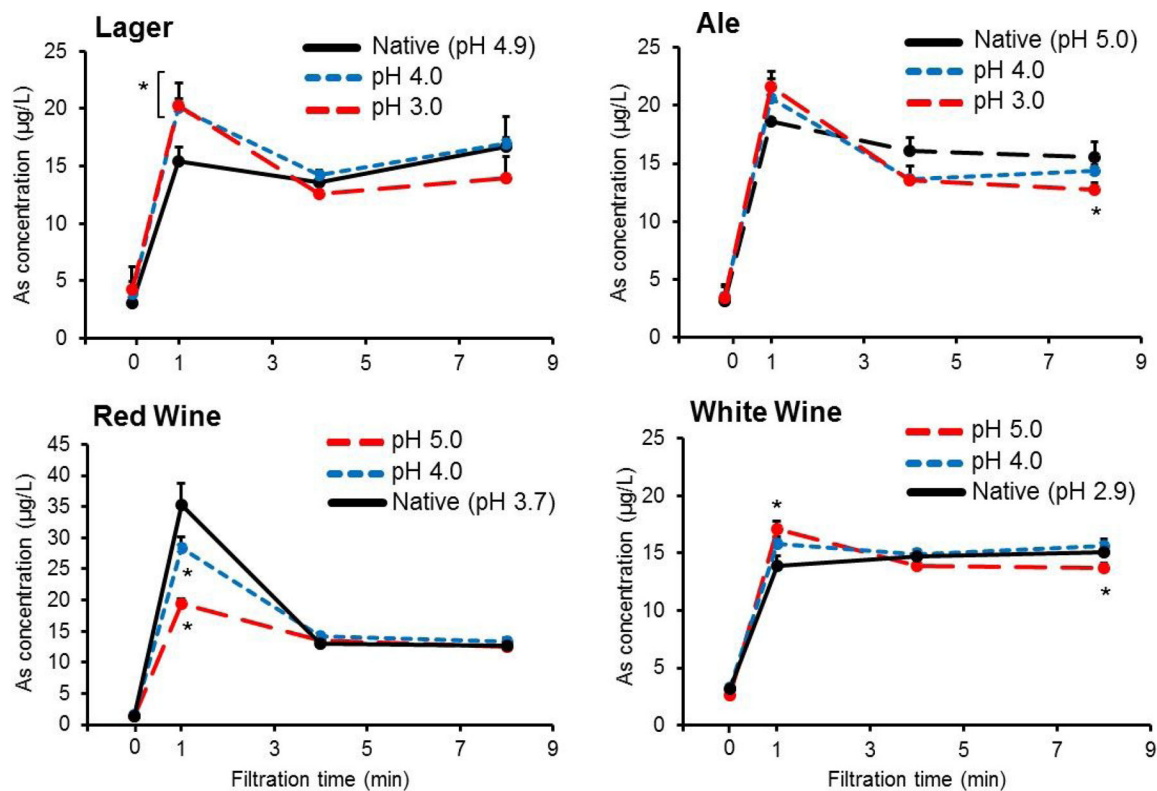 Lager
Native (pH 4.9)
pH 4.0
pH 3.0
As concentration (µg/L)
25
20
15
10
5
0
*
0 1 3 5 7 9
Ale
Native (pH 5.0)
pH 4.0
pH 3.0
As concentration (µg/L)
25
20
15
10
5
0
*
0 1 3 5 7 9
Red Wine
pH 5.0
pH 4.0
Native (pH 3.7)
As concentration (µg/L)
45
40
35
30
25
20
15
10
5
0
*
*
0 1 3 5 7 9
Filtration time (min)
White Wine
pH 5.0
pH 4.0
Native (pH 2.9)
As concentration (µg/L)
25
20
15
10
5
0
*
*
0 1 3 5 7 9
Filtration time (min)